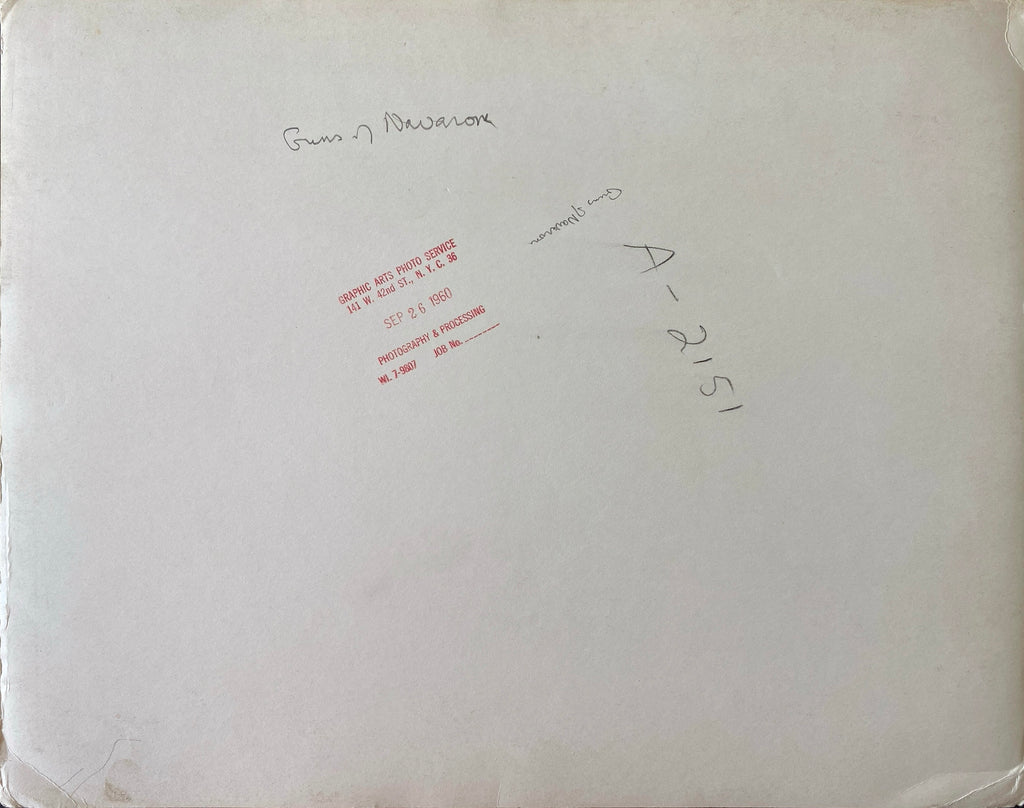 Guns of Navarone
Guns of Navarone
A-2151
GRAPHIC ARTS PHOTO SERVICE
141 W. 42nd ST., N. Y. C. 36
SEP 26 1960
PHOTOGRAPHY & PROCESSING
WI. 7-9807 JOB No. ________